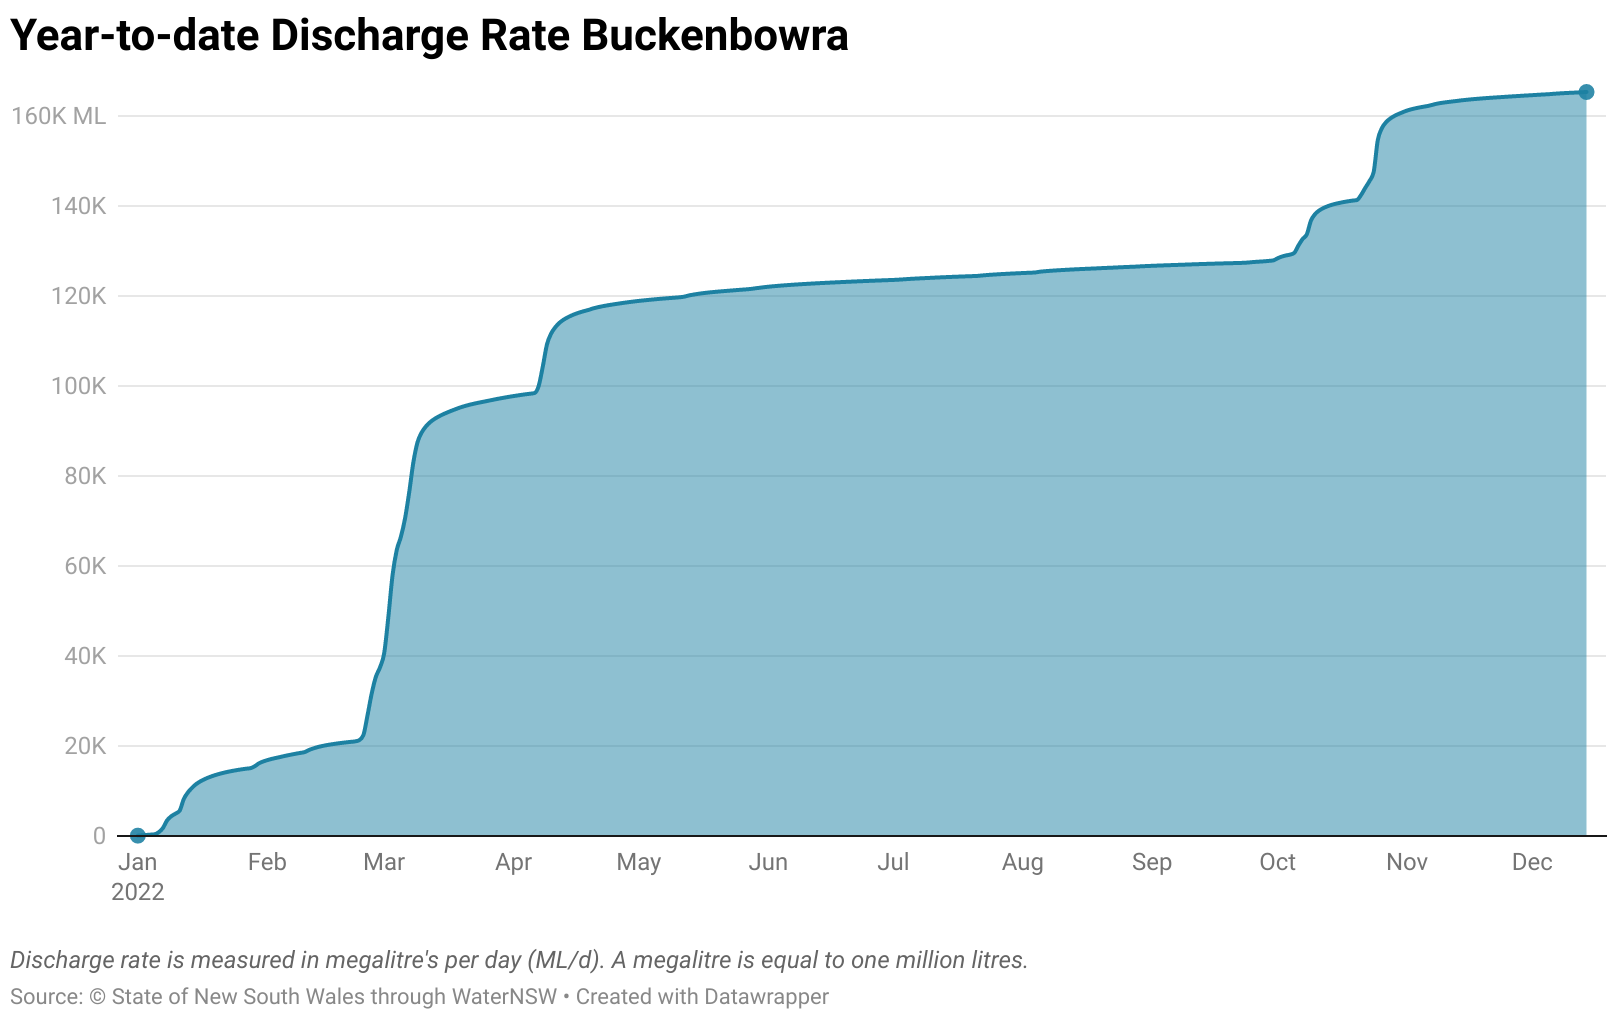 Year-to-date Discharge Rate Buckenbowra
160K ML
140K
120K
100K
80K
60K
40K
20K
0
Jan Feb Mar Apr May Jun Jul Aug Sep Oct Nov Dec
2022
Discharge rate is measured in megalitre's per day (ML/d). A megalitre is equal to one million litres.
Source: © State of New South Wales through WaterNSW • Created with Datawrapper